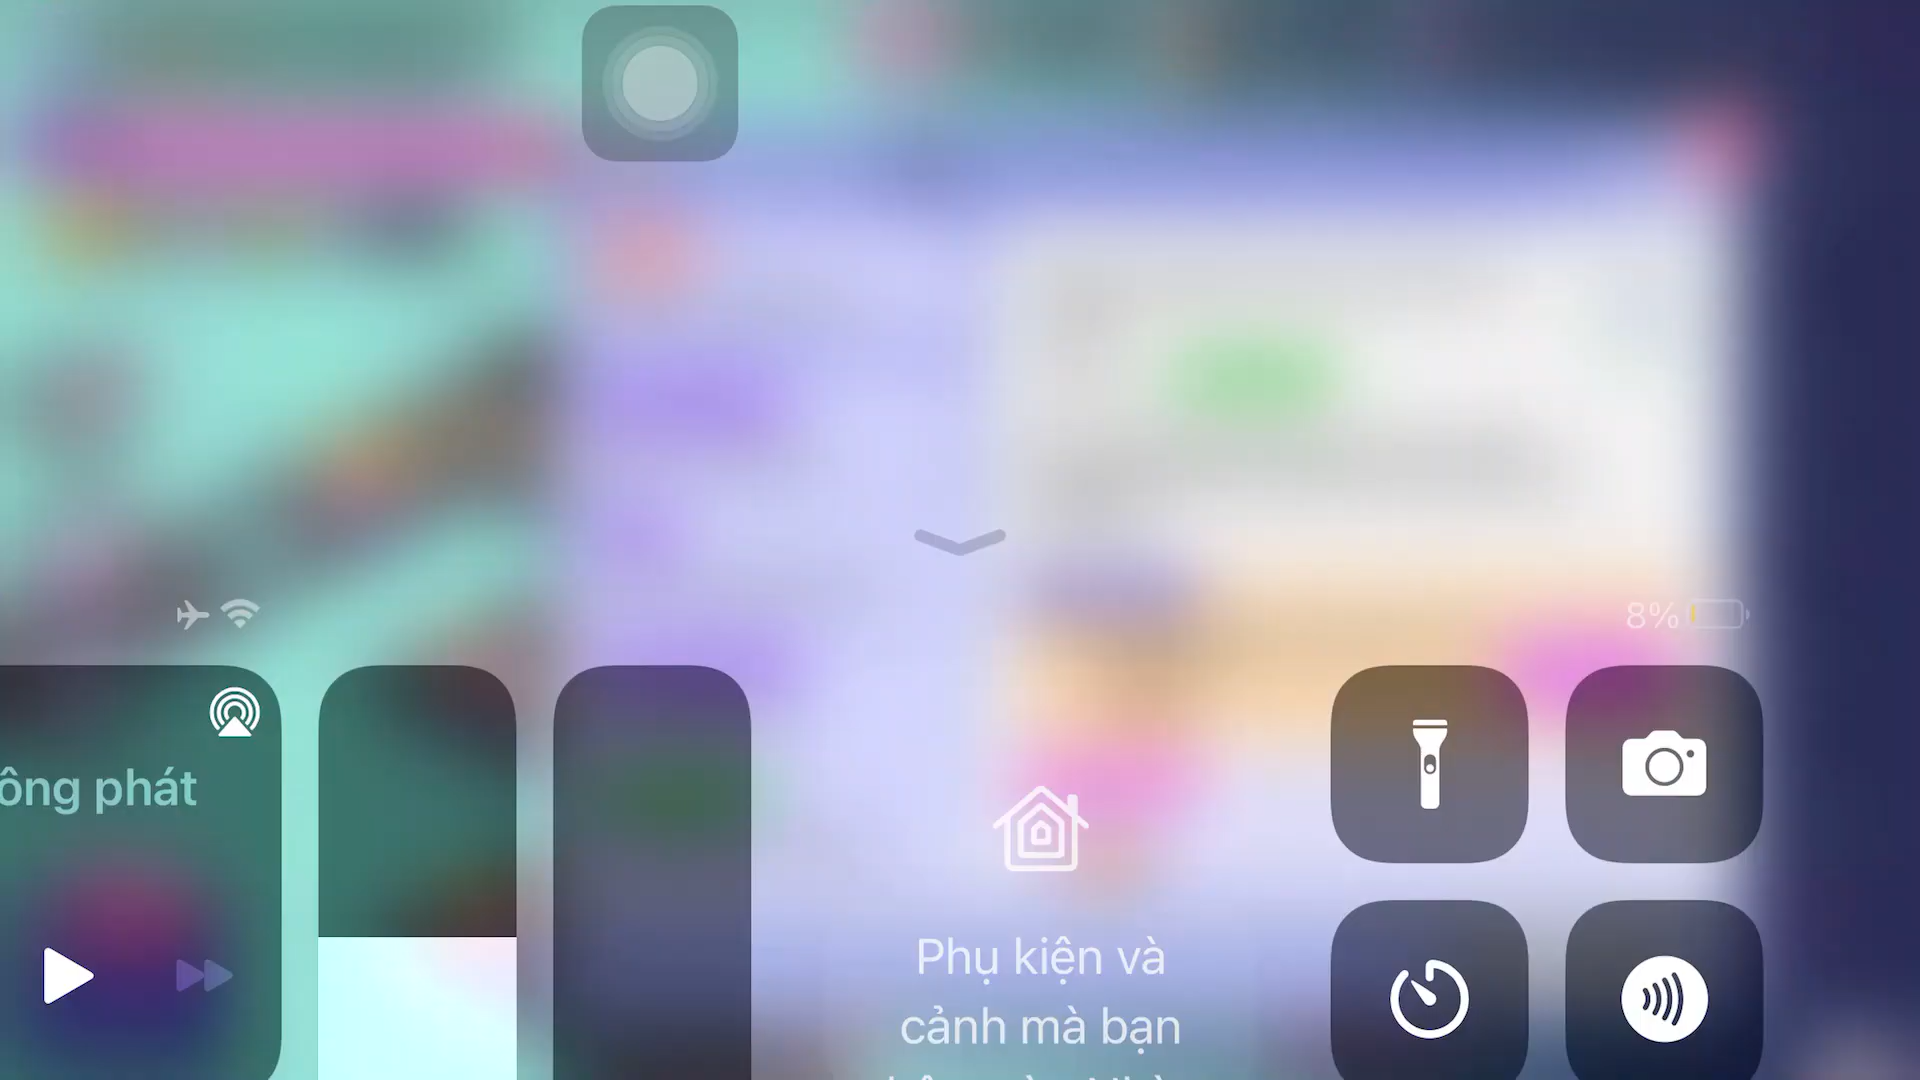 8%
ông phát
Phụ kiện và
cảnh mà bạn